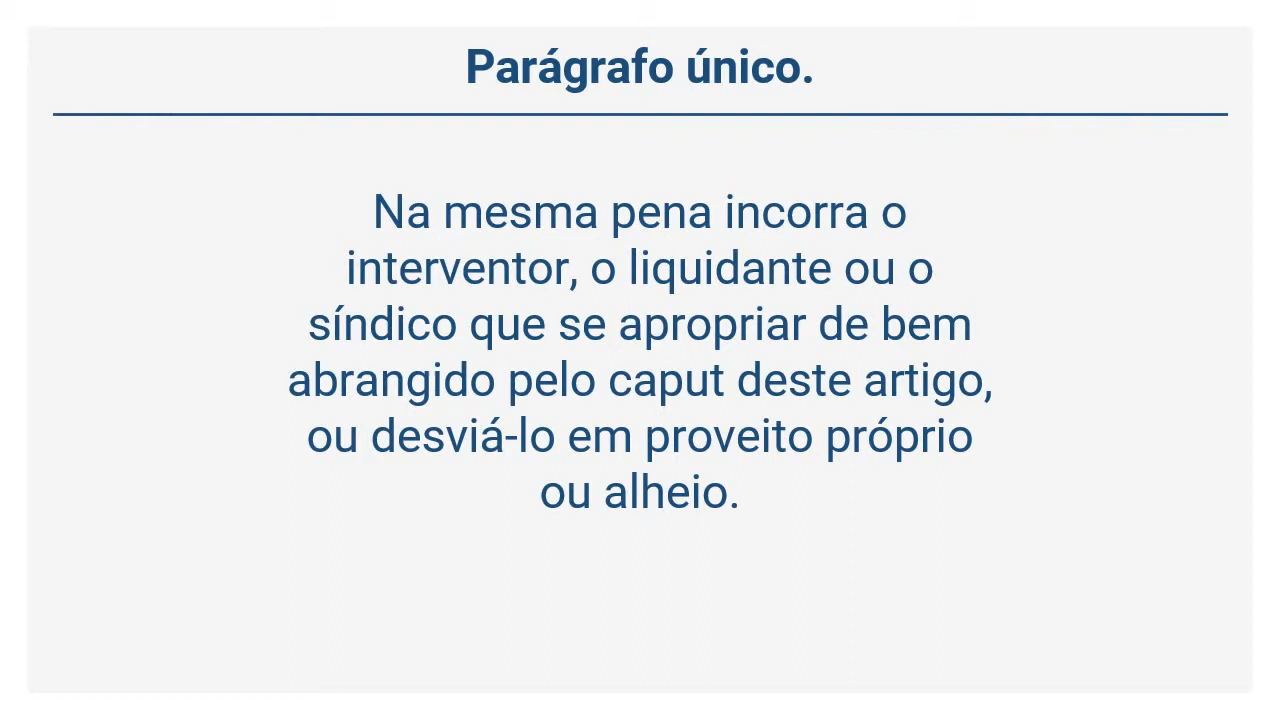 Parágrafo único.
Na mesma pena incorra o
interventor, o liquidante ou o
síndico que se apropriar de bem
abrangido pelo caput deste artigo,
ou desviá-lo em proveito próprio
ou alheio.